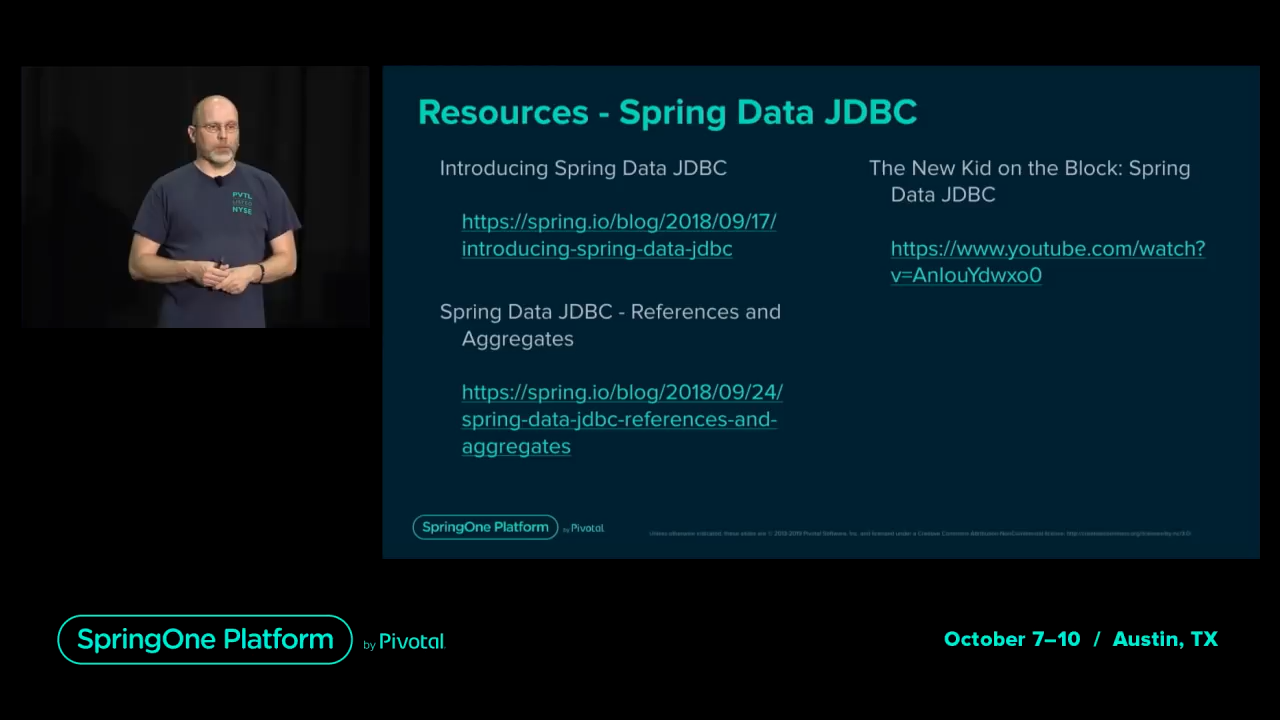 PVTL
NYSE
Resources - Spring Data JDBC
Introducing Spring Data JDBC
https://spring.io/blog/2018/09/17/
introducing-spring-data-jdbc
Spring Data JDBC - References and
Aggregates
https://spring.io/blog/2018/09/24/
spring-data-jdbc-references-and-
aggregates
The New Kid on the Block: Spring
Data JDBC
https://www.youtube.com/watch?
v=AnIouYdwxo0
SpringOne Platform by Pivotal
SpringOne Platform by Pivotal
October 7–10 / Austin, TX